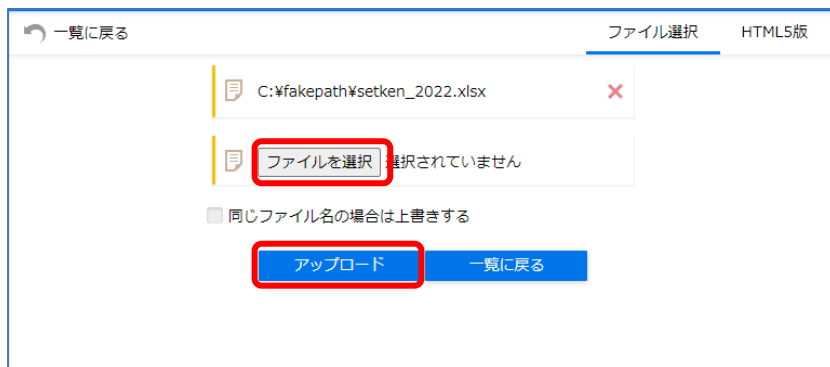 一覧に戻る ファイル選択 HTML5版
C:¥fakepath¥setken_2022.xlsx
ファイルを選択 選択されていません
同じファイル名の場合は上書きする
アップロード 一覧に戻る